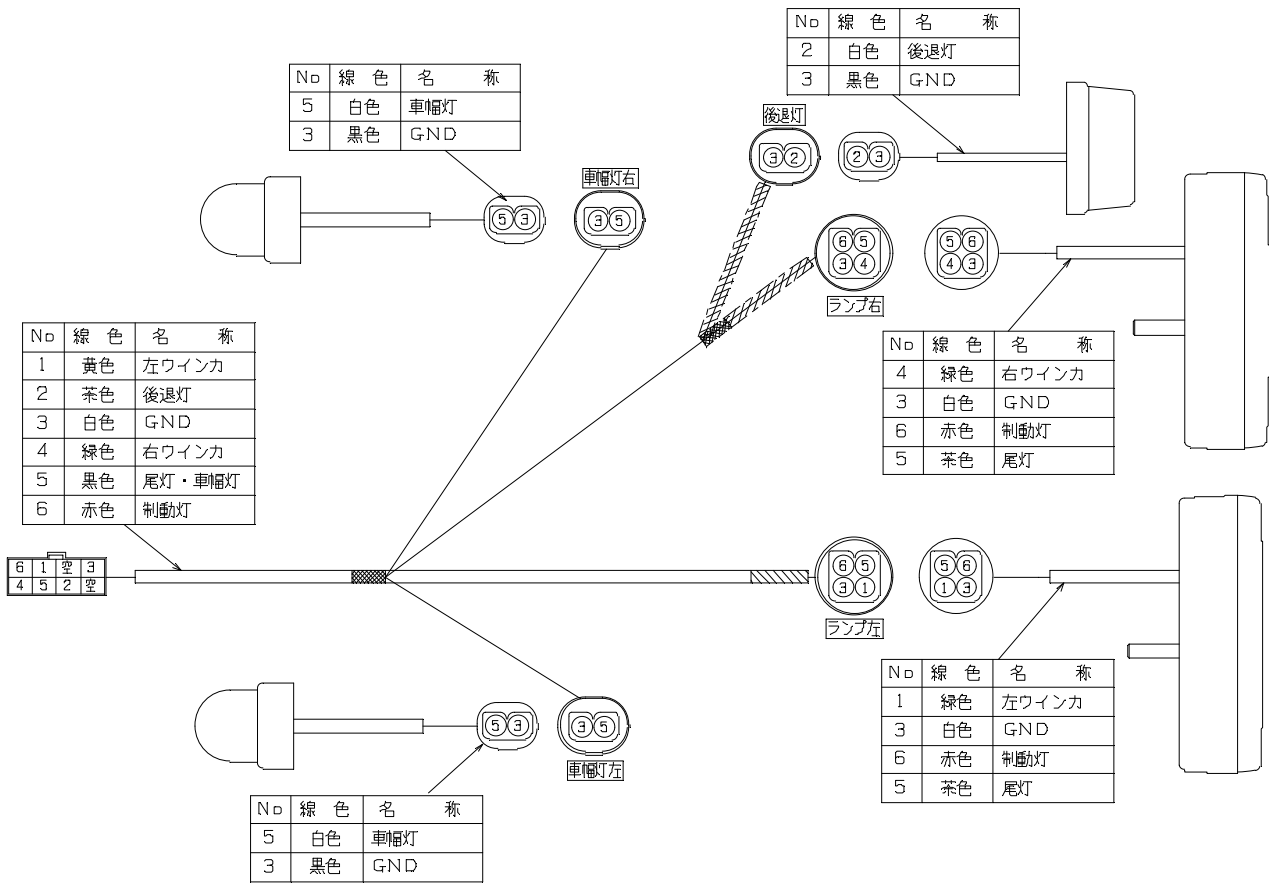 No 線 色 名 称
2 白色 後退灯
3 黒色 GND
No 線 色 名 称
5 白色 車幅灯
3 黒色 GND
後退灯
3 2
2 3
車幅灯右
5 3
3 5
6 5
3 4
5 6
4 3
ランプ右
No 線 色 名 称
1 黄色 左ウインカ
2 茶色 後退灯
3 白色 GND
4 緑色 右ウインカ
5 黒色 尾灯・車幅灯
6 赤色 制動灯
No 線 色 名 称
4 緑色 右ウインカ
3 白色 GND
6 赤色 制動灯
5 茶色 尾灯
6 1 空 3
4 5 2 空
6 5
3 1
5 6
1 3
ランプ左
No 線 色 名 称
1 緑色 左ウインカ
3 白色 GND
6 赤色 制動灯
5 茶色 尾灯
5 3
3 5
車幅灯左
No 線 色 名 称
5 白色 車幅灯
3 黒色 GND